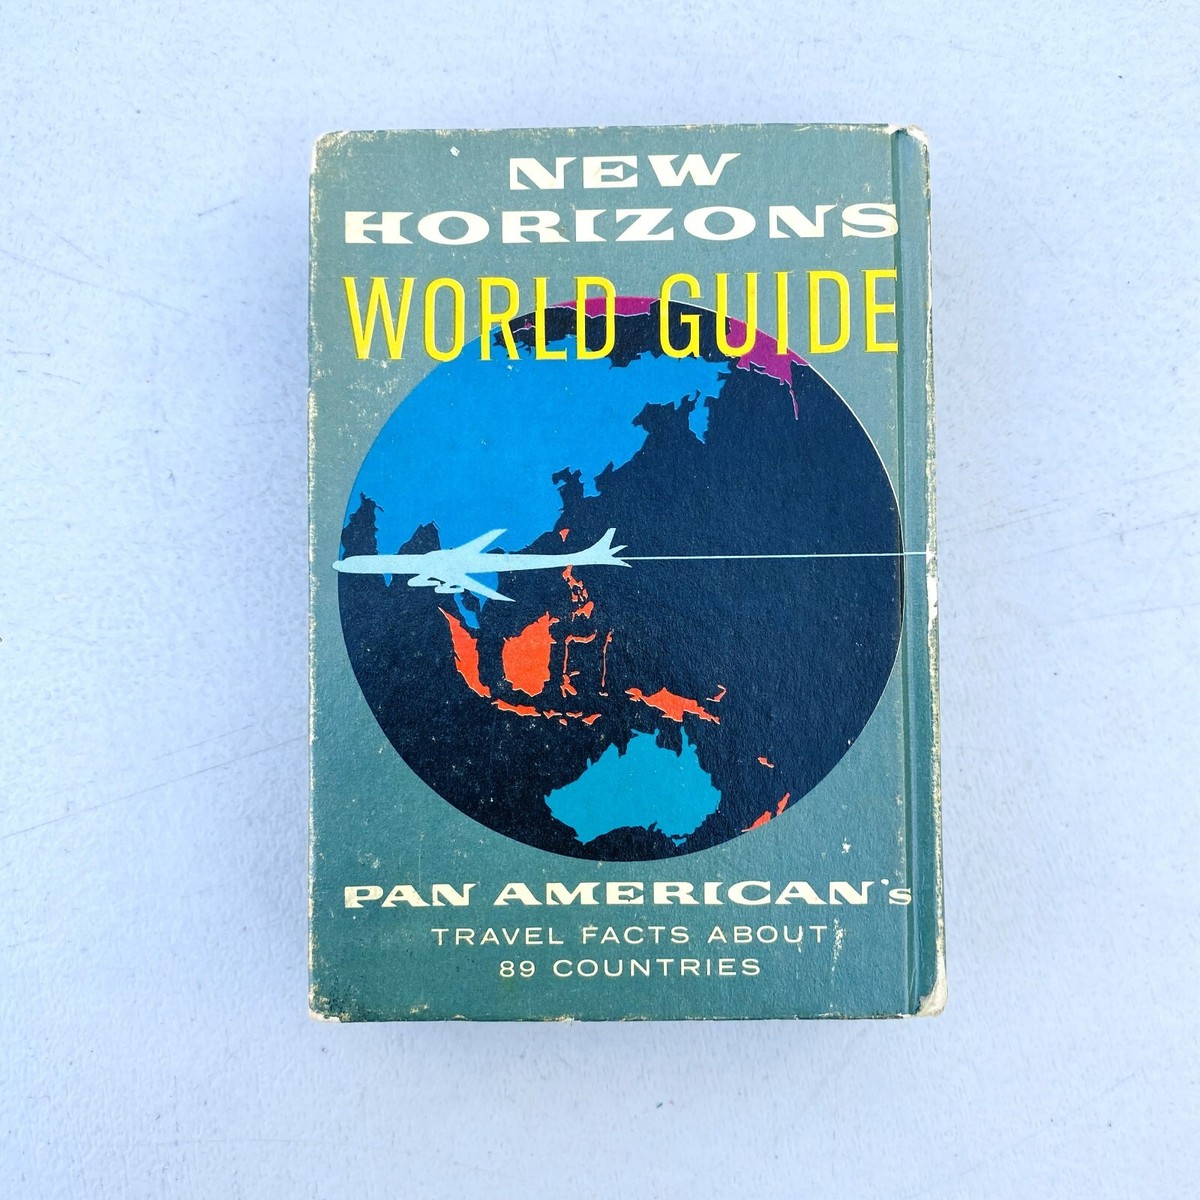 NEW
HORIZONS
WORLD GUIDE
PAN AMERICAN's
TRAVEL FACTS ABOUT
89 COUNTRIES